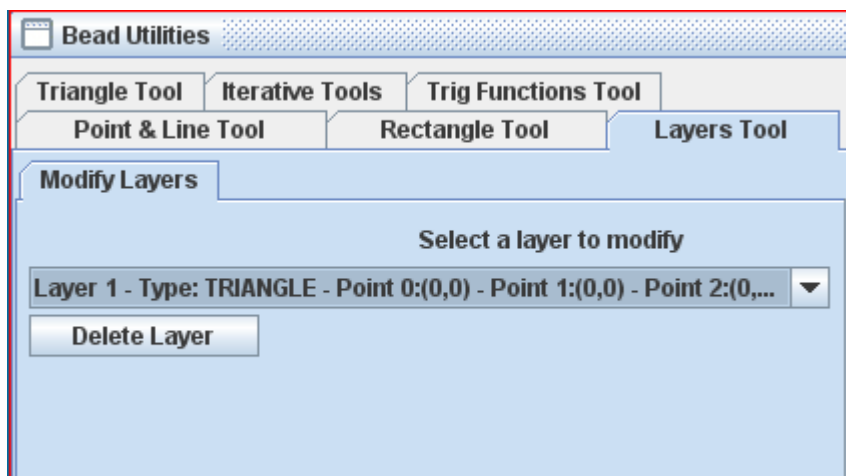 Bead Utilities
Triangle Tool Iterative Tools Trig Functions Tool
Point & Line Tool Rectangle Tool Layers Tool
Modify Layers
Select a layer to modify
Layer 1 - Type: TRIANGLE - Point 0:(0,0) - Point 1:(0,0) - Point 2:(0,...
Delete Layer